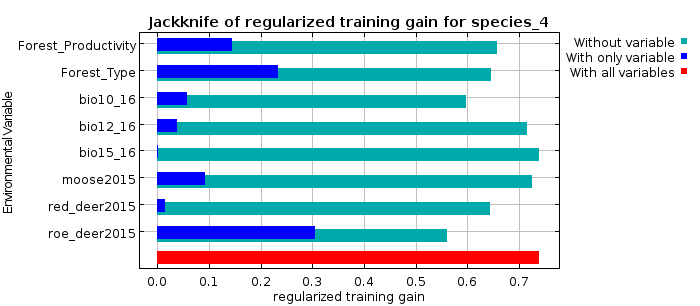 Jackknife of regularized training gain for species_4
Environmental Variable
Forest_Productivity
Forest_Type
bio10_16
bio12_16
bio15_16
moose2015
red_deer2015
roe_deer2015
Without variable
With only variable
With all variables
0.0 0.1 0.2 0.3 0.4 0.5 0.6 0.7
regularized training gain